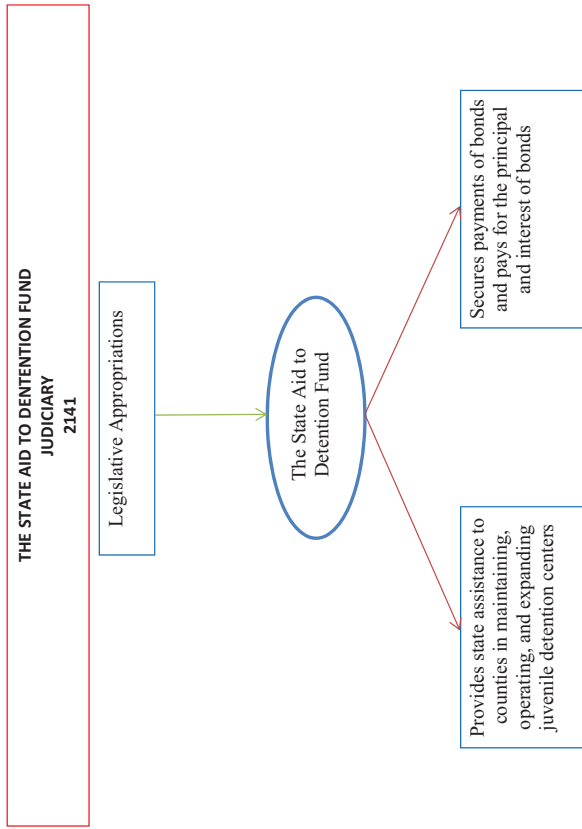 THE STATE AID TO DENTENTION FUND
JUDICIARY
2141
Legislative Appropriations
The State Aid to
Detention Fund
Provides state assistance to
counties in maintaining,
operating, and expanding
juvenile detention centers
Secures payments of bonds
and pays for the principal
and interest of bonds